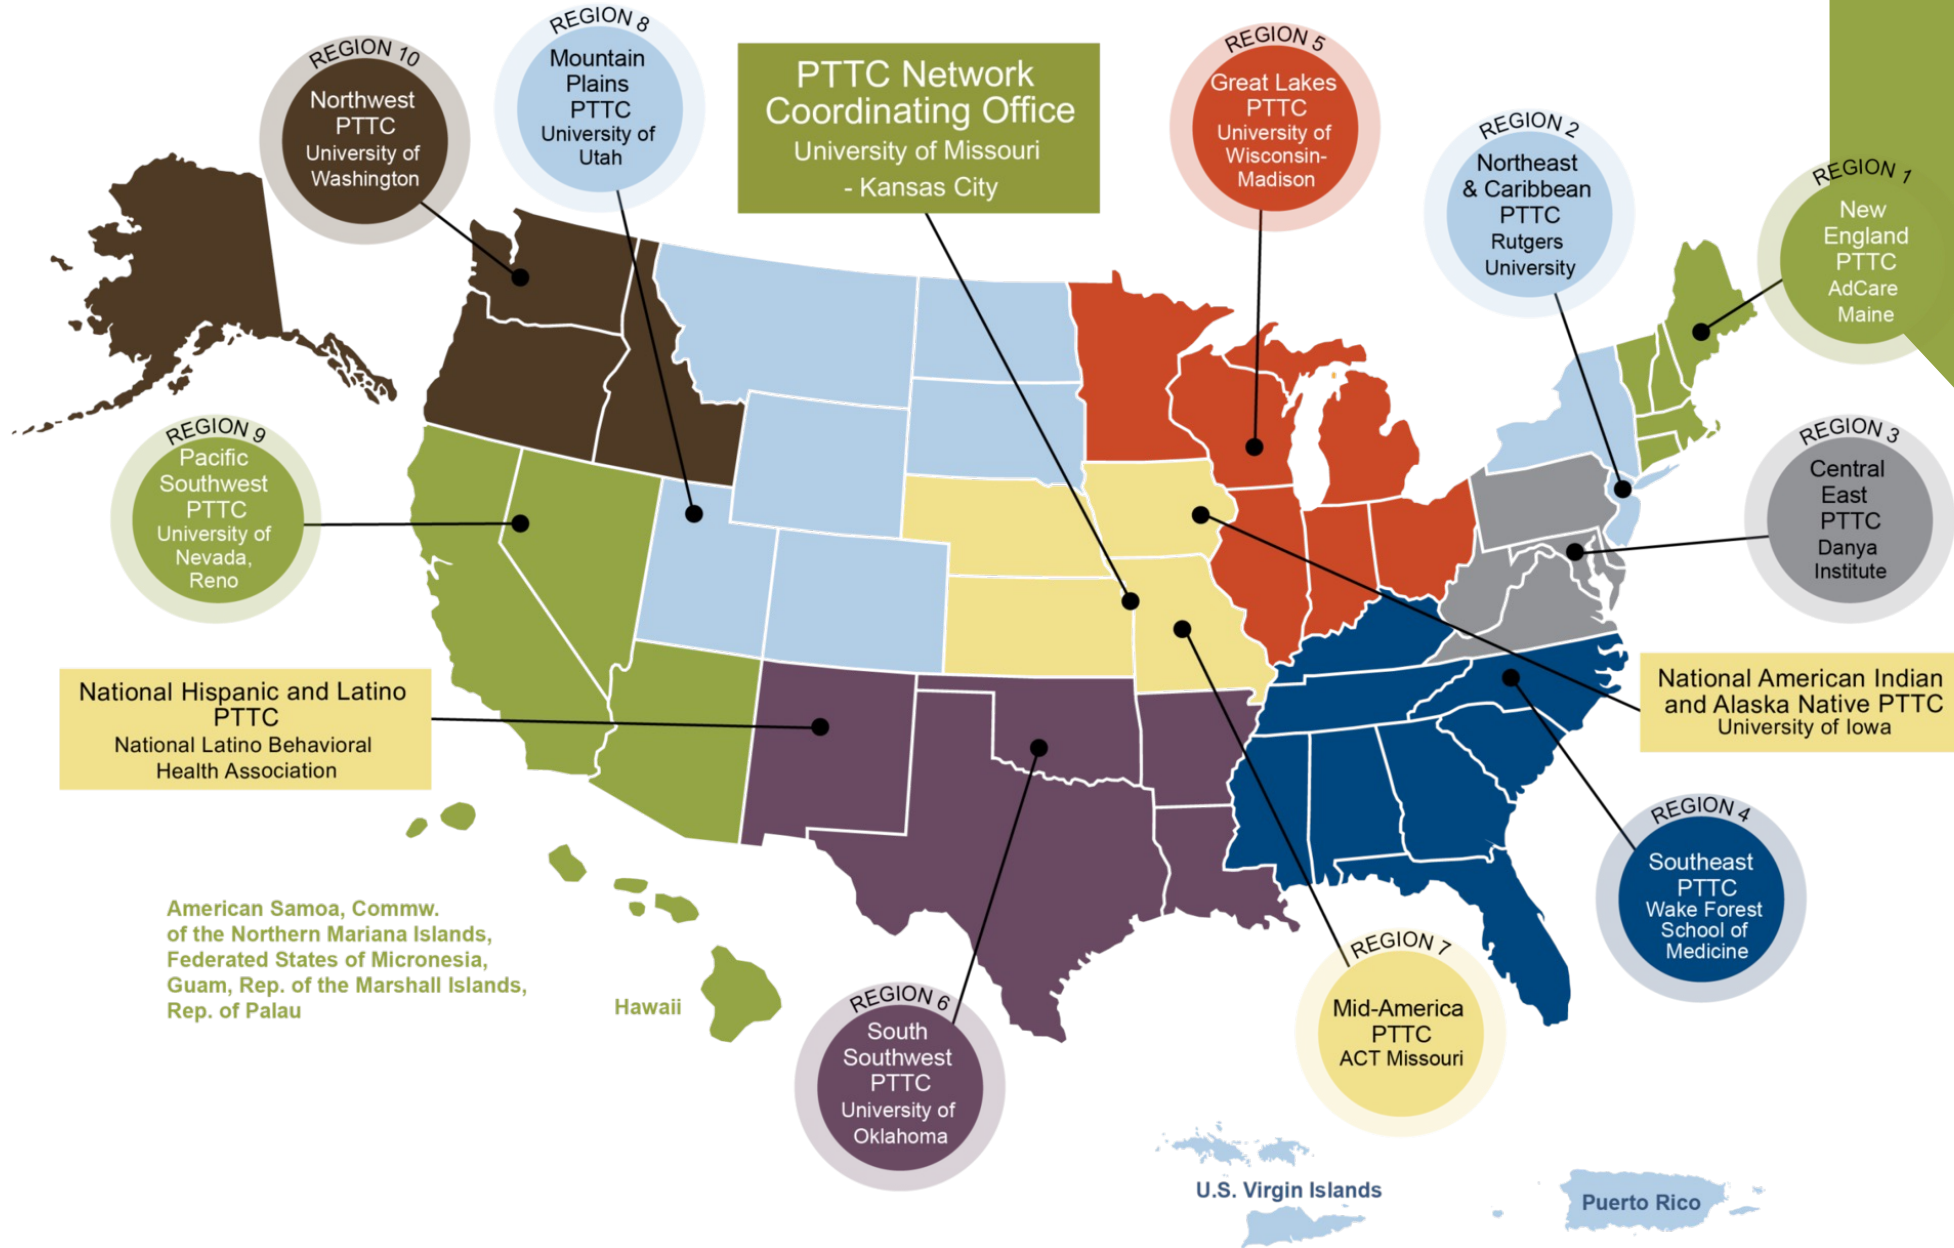 REGION 10
Northwest
PTTC
University of
Washington
REGION 8
Mountain
Plains
PTTC
University of
Utah
PTTC Network
Coordinating Office
University of Missouri
- Kansas City
REGION 5
Great Lakes
PTTC
University of
Wisconsin-
Madison
REGION 2
Northeast
& Caribbean
PTTC
Rutgers
University
REGION 1
New
England
PTTC
AdCare
Maine
REGION 9
Pacific
Southwest
PTTC
University of
Nevada,
Reno
REGION 3
Central
East
PTTC
Danya
Institute
National Hispanic and Latino
PTTC
National Latino Behavioral
Health Association
National American Indian
and Alaska Native PTTC
University of Iowa
REGION 4
Southeast
PTTC
Wake Forest
School of
Medicine
American Samoa, Commw.
of the Northern Mariana Islands,
Federated States of Micronesia,
Guam, Rep. of the Marshall Islands,
Rep. of Palau
Hawaii
REGION 6
South
Southwest
PTTC
University of
Oklahoma
REGION 7
Mid-America
PTTC
ACT Missouri
U.S. Virgin Islands
Puerto Rico